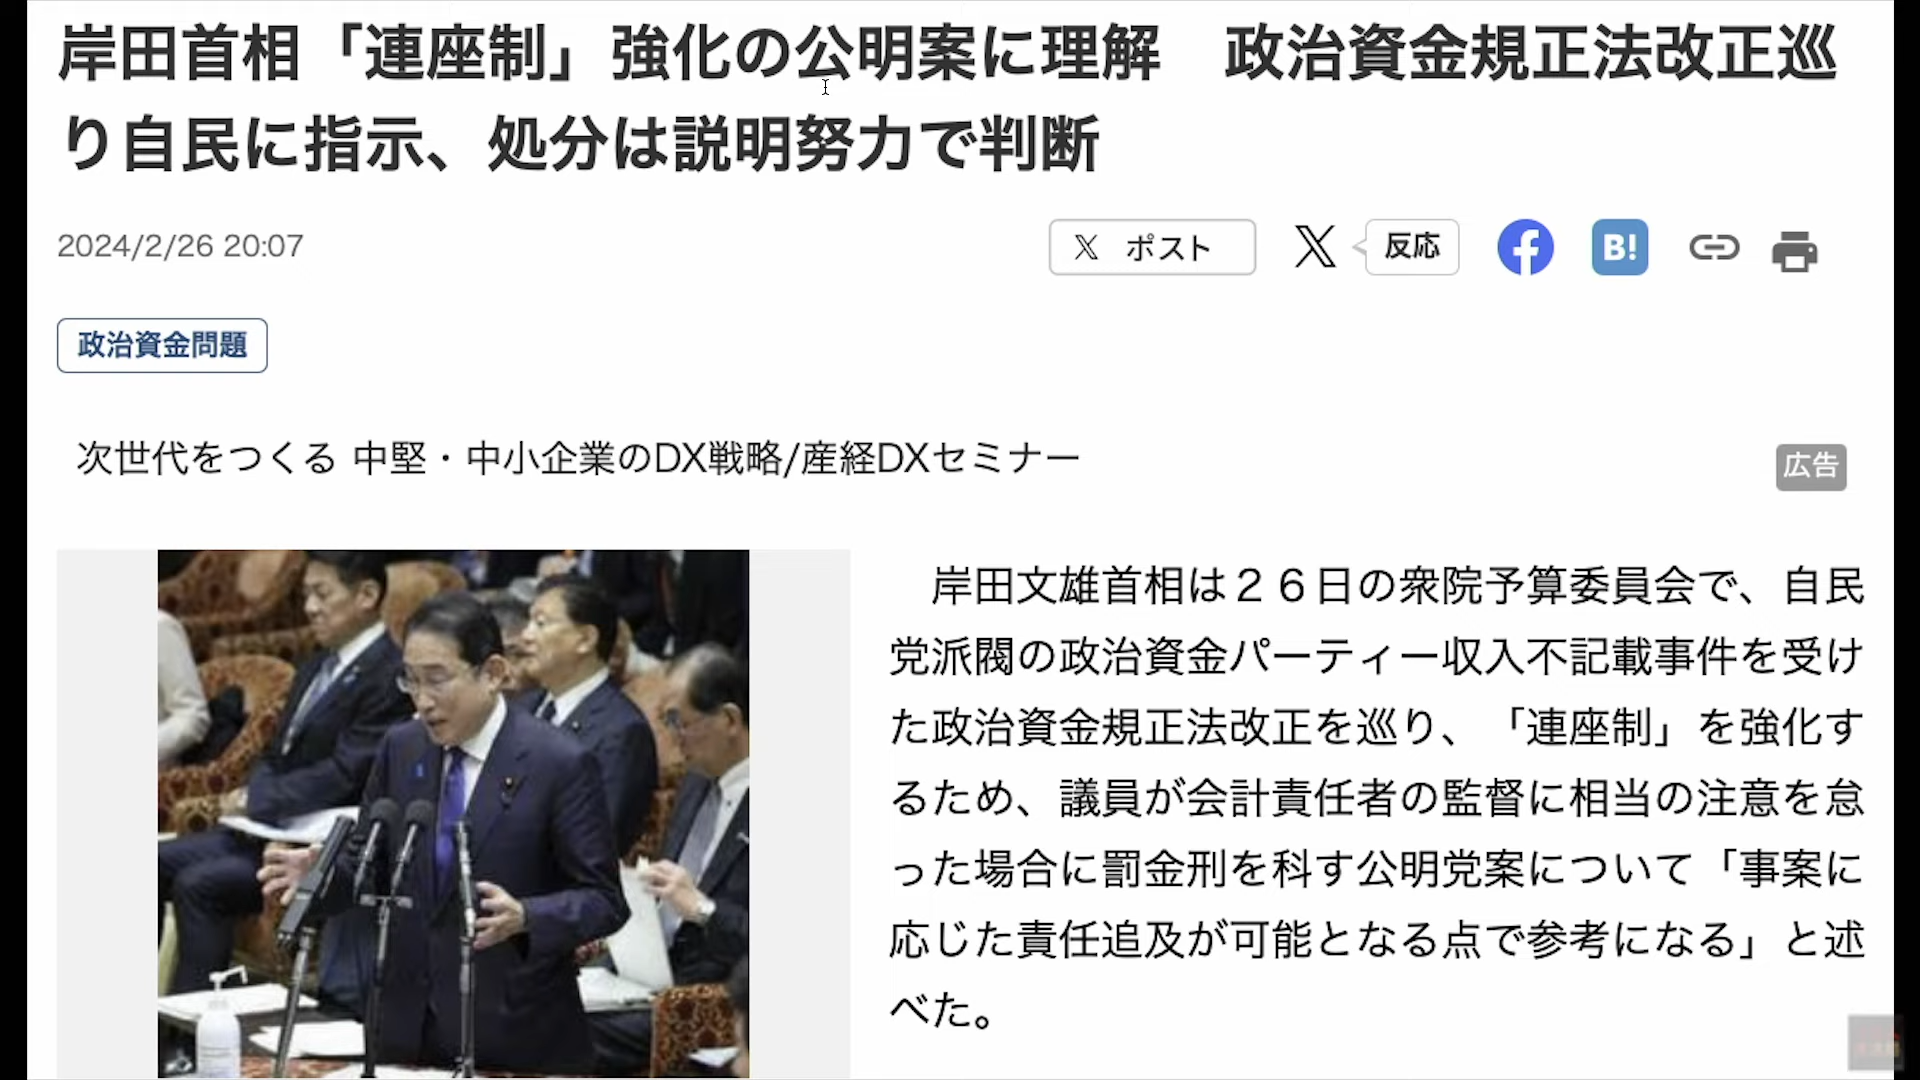 岸田首相「連座制」強化の公明案に理解　政治資金規正法改正巡
り自民に指示、処分は説明努力で判断
2024/2/26 20:07
X ポスト
X 反応
B!
政治資金問題
次世代をつくる 中堅・中小企業のDX戦略/産経DXセミナー
広告
岸田文雄首相は２６日の衆院予算委員会で、自民
党派閥の政治資金パーティー収入不記載事件を受け
た政治資金規正法改正を巡り、「連座制」を強化す
るため、議員が会計責任者の監督に相当の注意を怠
った場合に罰金刑を科す公明党案について「事案に
応じた責任追及が可能となる点で参考になる」と述
べた。